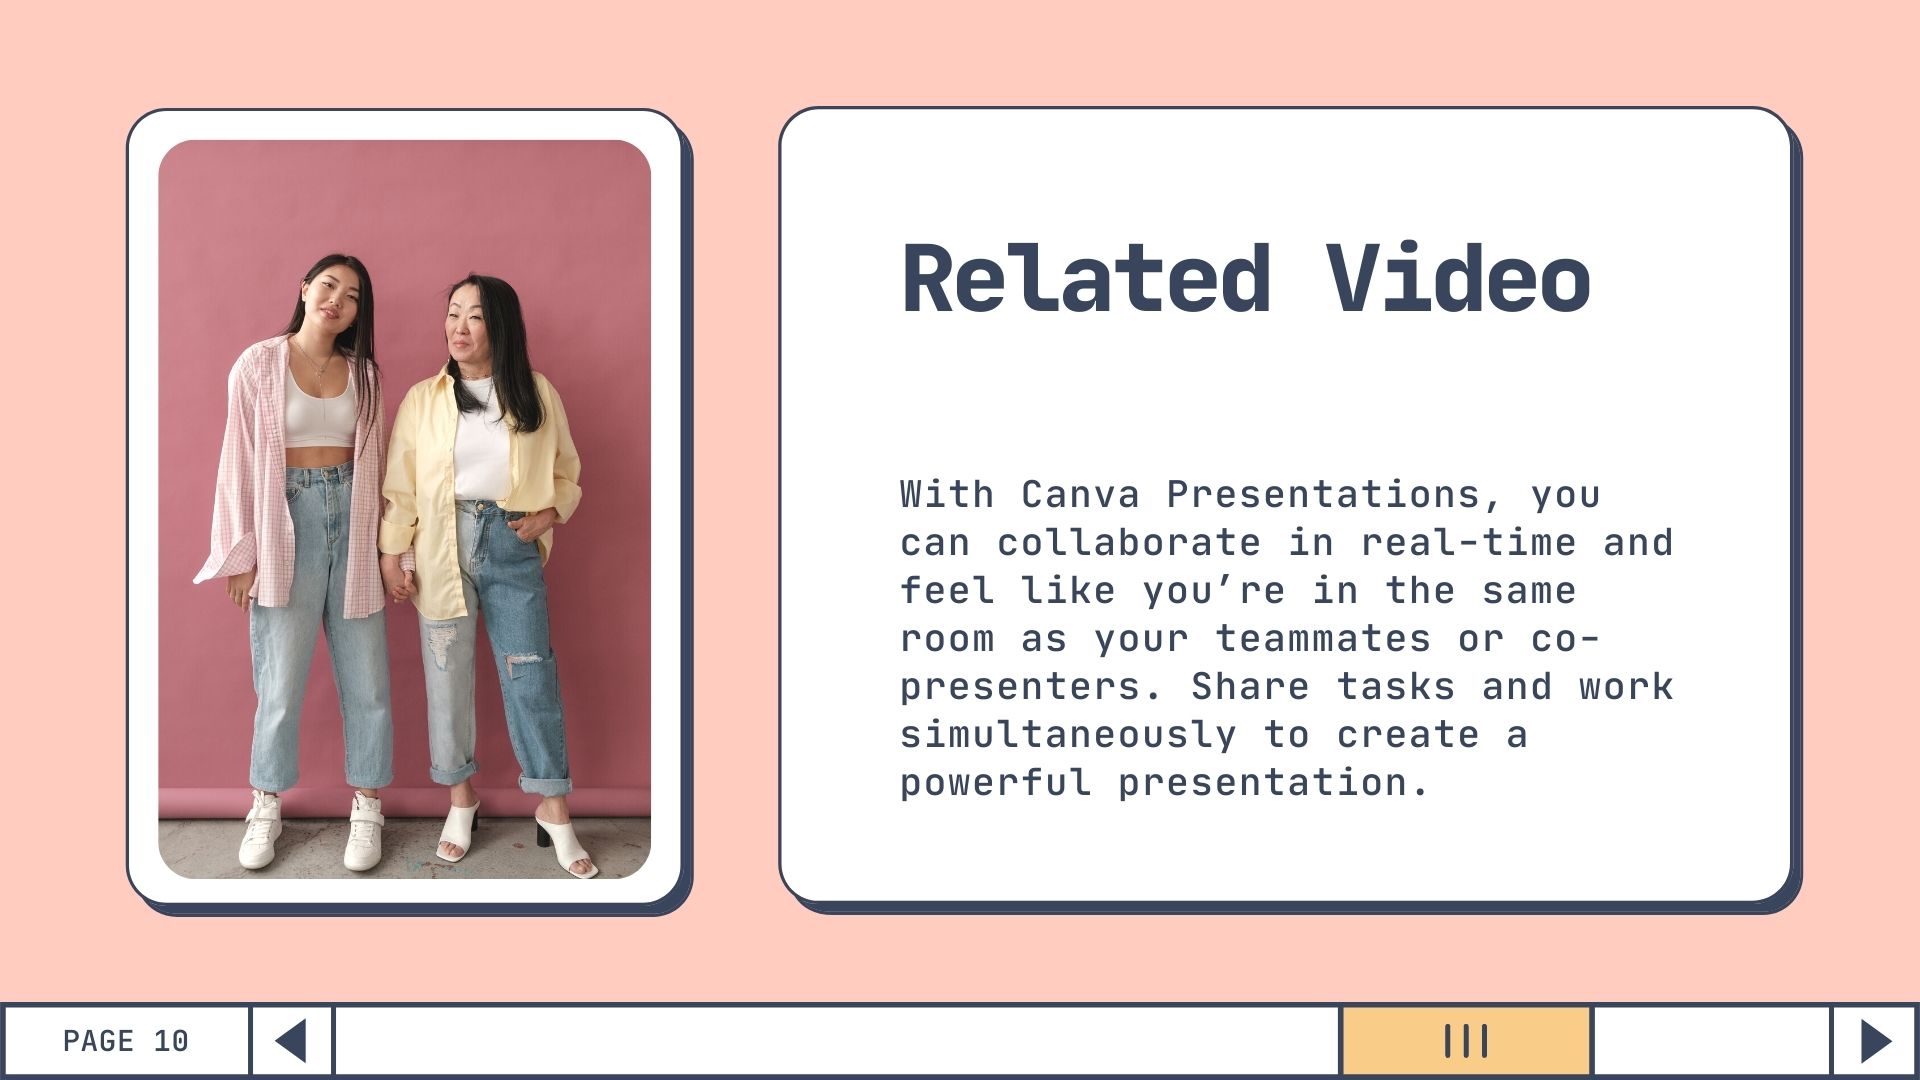 Related Video
With Canva Presentations, you
can collaborate in real-time and
feel like you’re in the same
room as your teammates or co-
presenters. Share tasks and work
simultaneously to create a
powerful presentation.
PAGE 10